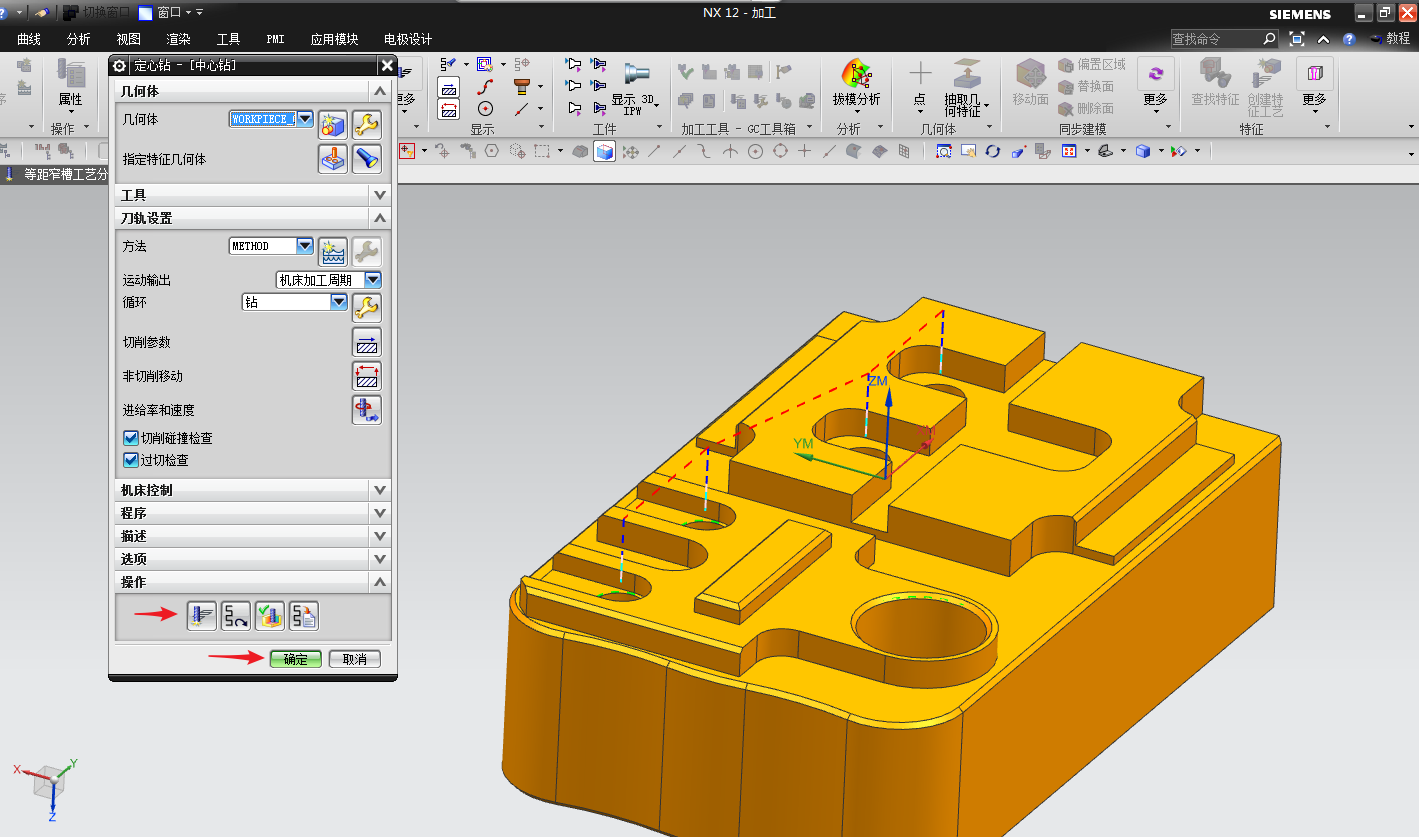 切换窗口 窗口
NX 12 - 加工
SIEMENS
曲线 分析 视图 渲染 工具 PMI 应用模块 电极设计
查找命令 教程
属性
操作
更多
显示
显示 3D IPW
工件
加工工具 - GC工具箱
拔模分析
分析
点
抽取几何特征
几何体
移动面
偏置区域
替换面
删除面
更多
同步建模
查找特征
创建特征工艺
更多
特征
等距窄槽工艺分
定心钻 - [中心钻]
几何体
几何体 WORKPIECE_
指定特征几何体
工具
刀轨设置
方法 METHOD
运动输出 机床加工周期
循环 钻
切削参数
非切削移动
进给率和速度
切削碰撞检查
过切检查
机床控制
程序
描述
选项
操作
确定 取消
ZM
YM
XM
X
Y
Z